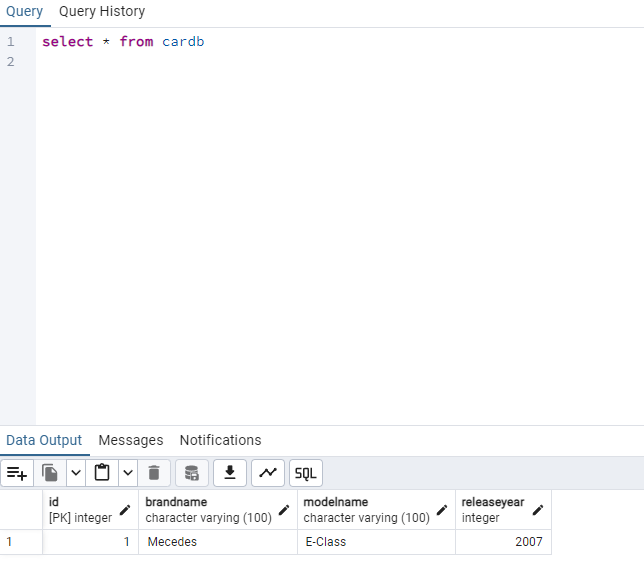 Query Query History
1 select * from cardb
2
Data Output Messages Notifications
SQL
id brandname modelname releaseyear
[PK] integer character varying (100) character varying (100) integer
1 1 Mecedes E-Class 2007